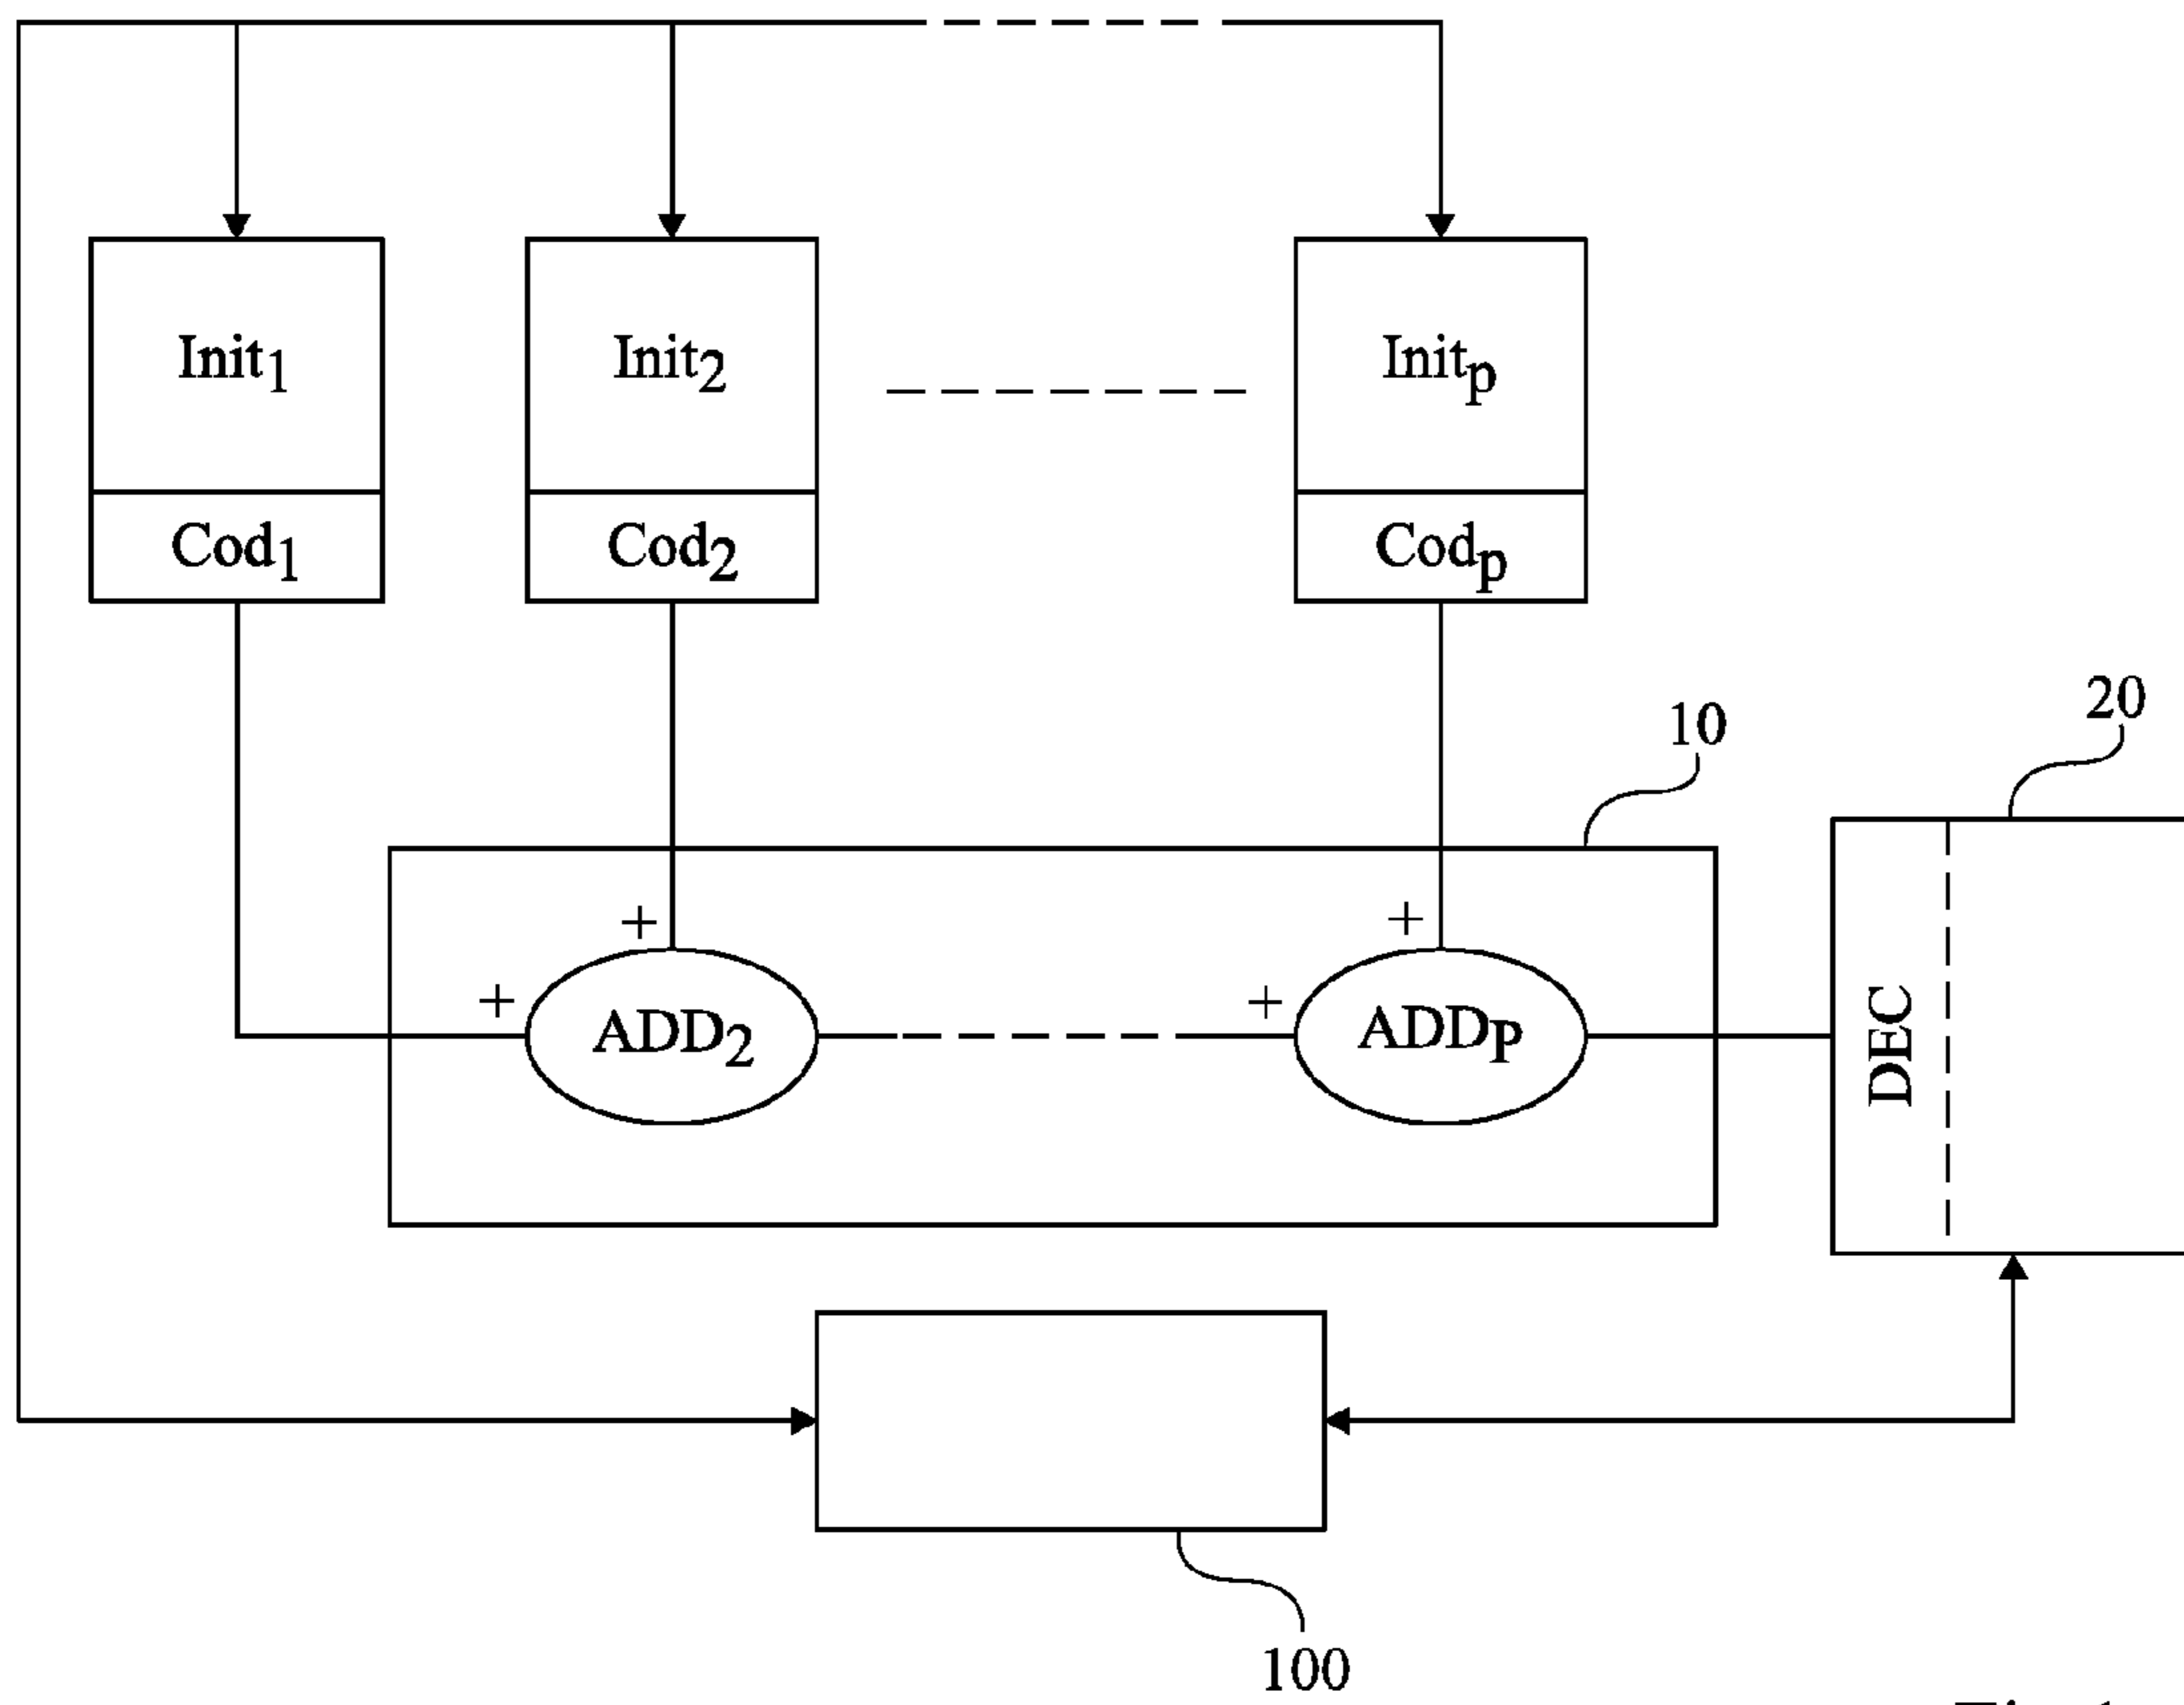 Init1
Init2
Initp
Cod1
Cod2
Codp
10
20
+
+
+
+
ADD2
ADDP
DEC
100